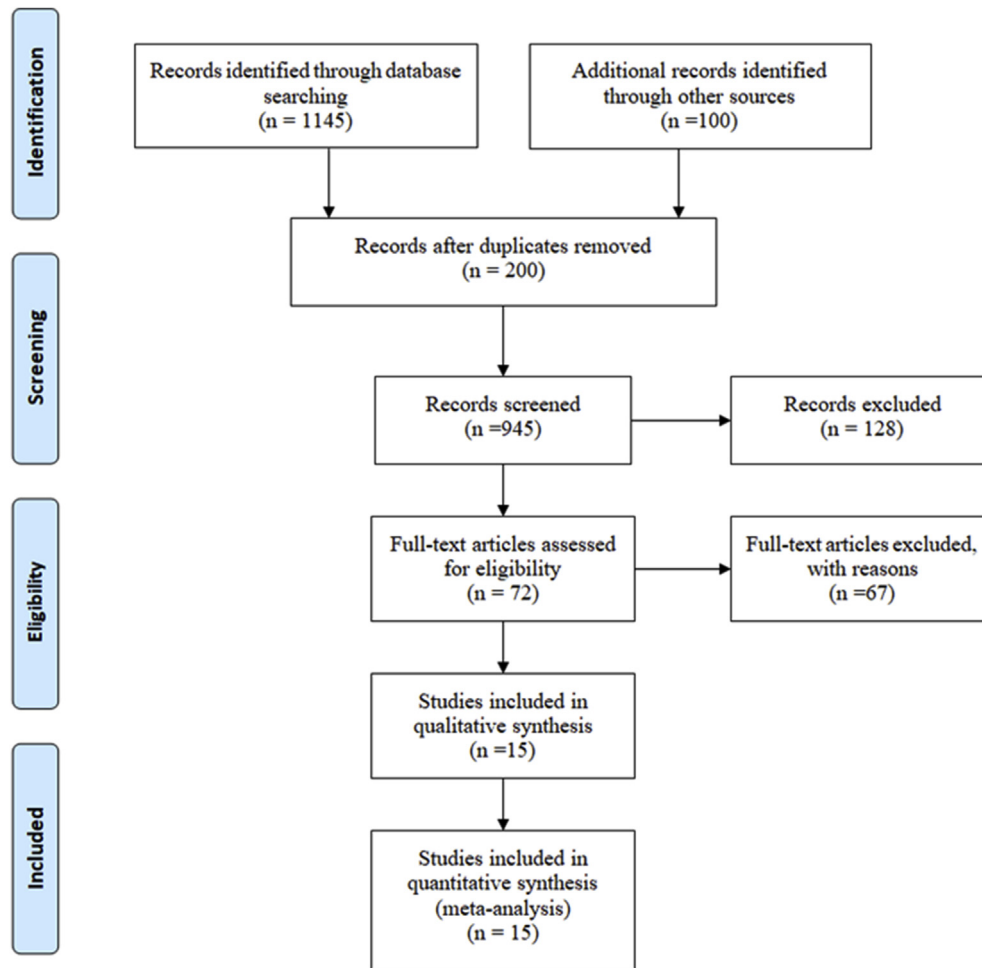 Identification
Records identified through database
searching
(n = 1145)
Additional records identified
through other sources
(n =100)
Records after duplicates removed
(n = 200)
Screening
Records screened
(n =945)
Records excluded
(n = 128)
Eligibility
Full-text articles assessed
for eligibility
(n = 72)
Full-text articles excluded,
with reasons
(n =67)
Studies included in
qualitative synthesis
(n =15)
Included
Studies included in
quantitative synthesis
(meta-analysis)
(n = 15)